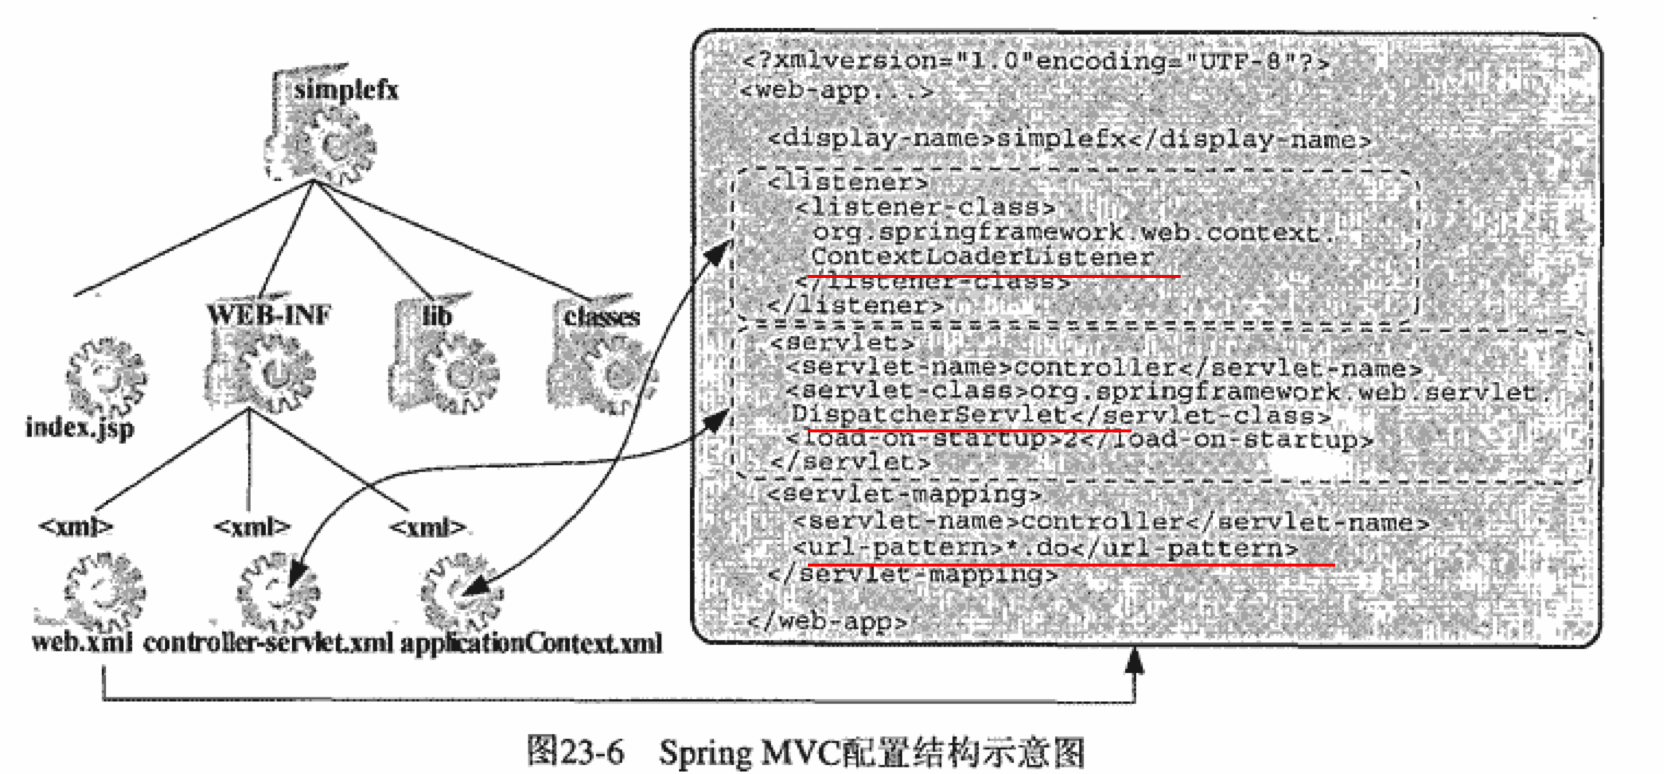 simplefx
WEB-INF
lib
classes
index.jsp
<xml>
<xml>
<xml>
web.xml
controller-servlet.xml
applicationContext.xml
<?xmlversion="1.0"encoding="UTF-8"?>
<web-app...>
<display-name>simplefx</display-name>
<listener>
<listener-class>
org.springframework.web.context.
ContextLoaderListener
</listener-class>
</listener>
<servlet>
<servlet-name>controller</servlet-name>
<servlet-class>org.springframework.web.servlet.
DispatcherServlet</servlet-class>
<load-on-startup>2</load-on-startup>
</servlet>
<servlet-mapping>
<servlet-name>controller</servlet-name>
<url-pattern>*.do</url-pattern>
</servlet-mapping>
</web-app>
图23-6 Spring MVC配置结构示意图